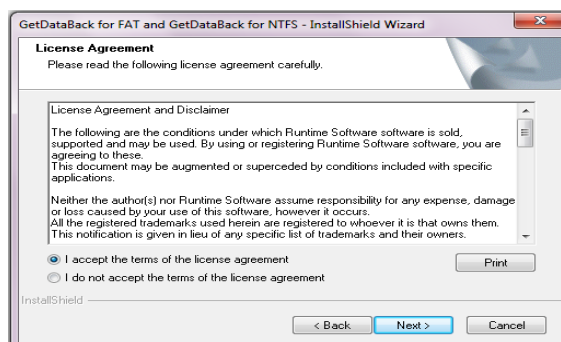 GetDataBack for FAT and GetDataBack for NTFS - InstallShield Wizard
License Agreement
Please read the following license agreement carefully.
License Agreement and Disclaimer
The following are the conditions under which Runtime Software software is sold,
supported and may be used. By using or registering Runtime Software software, you are
agreeing to these.
This document may be augmented or superceded by conditions included with specific
applications.
Neither the author(s) nor Runtime Software assume responsibility for any expense, damage
or loss caused by your use of this software, however it occurs.
All the registered trademarks used herein are registered to whoever it is that owns them.
This notification is given in lieu of any specific list of trademarks and their owners.
I accept the terms of the license agreement
Print
I do not accept the terms of the license agreement
InstallShield
< Back Next > Cancel